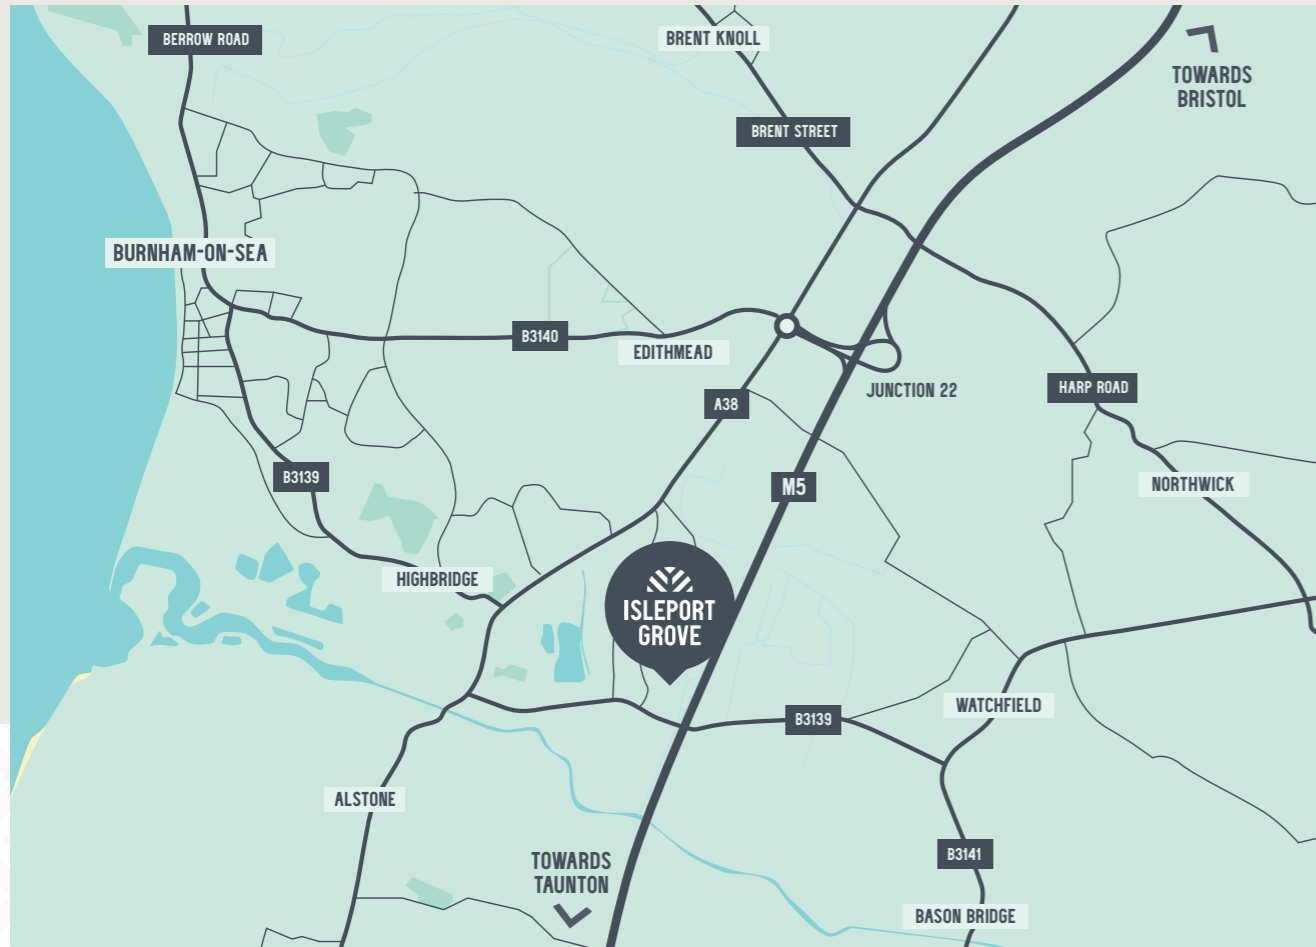 BERROW ROAD
BRENT KNOLL
TOWARDS
BRISTOL
BRENT STREET
BURNHAM-ON-SEA
B3140
EDITHMEAD
JUNCTION 22
HARP ROAD
A38
B3139
M5
NORTHWICK
HIGHBRIDGE
ISLEPORT
GROVE
WATCHFIELD
B3139
ALSTONE
TOWARDS
TAUNTON
B3141
BASON BRIDGE